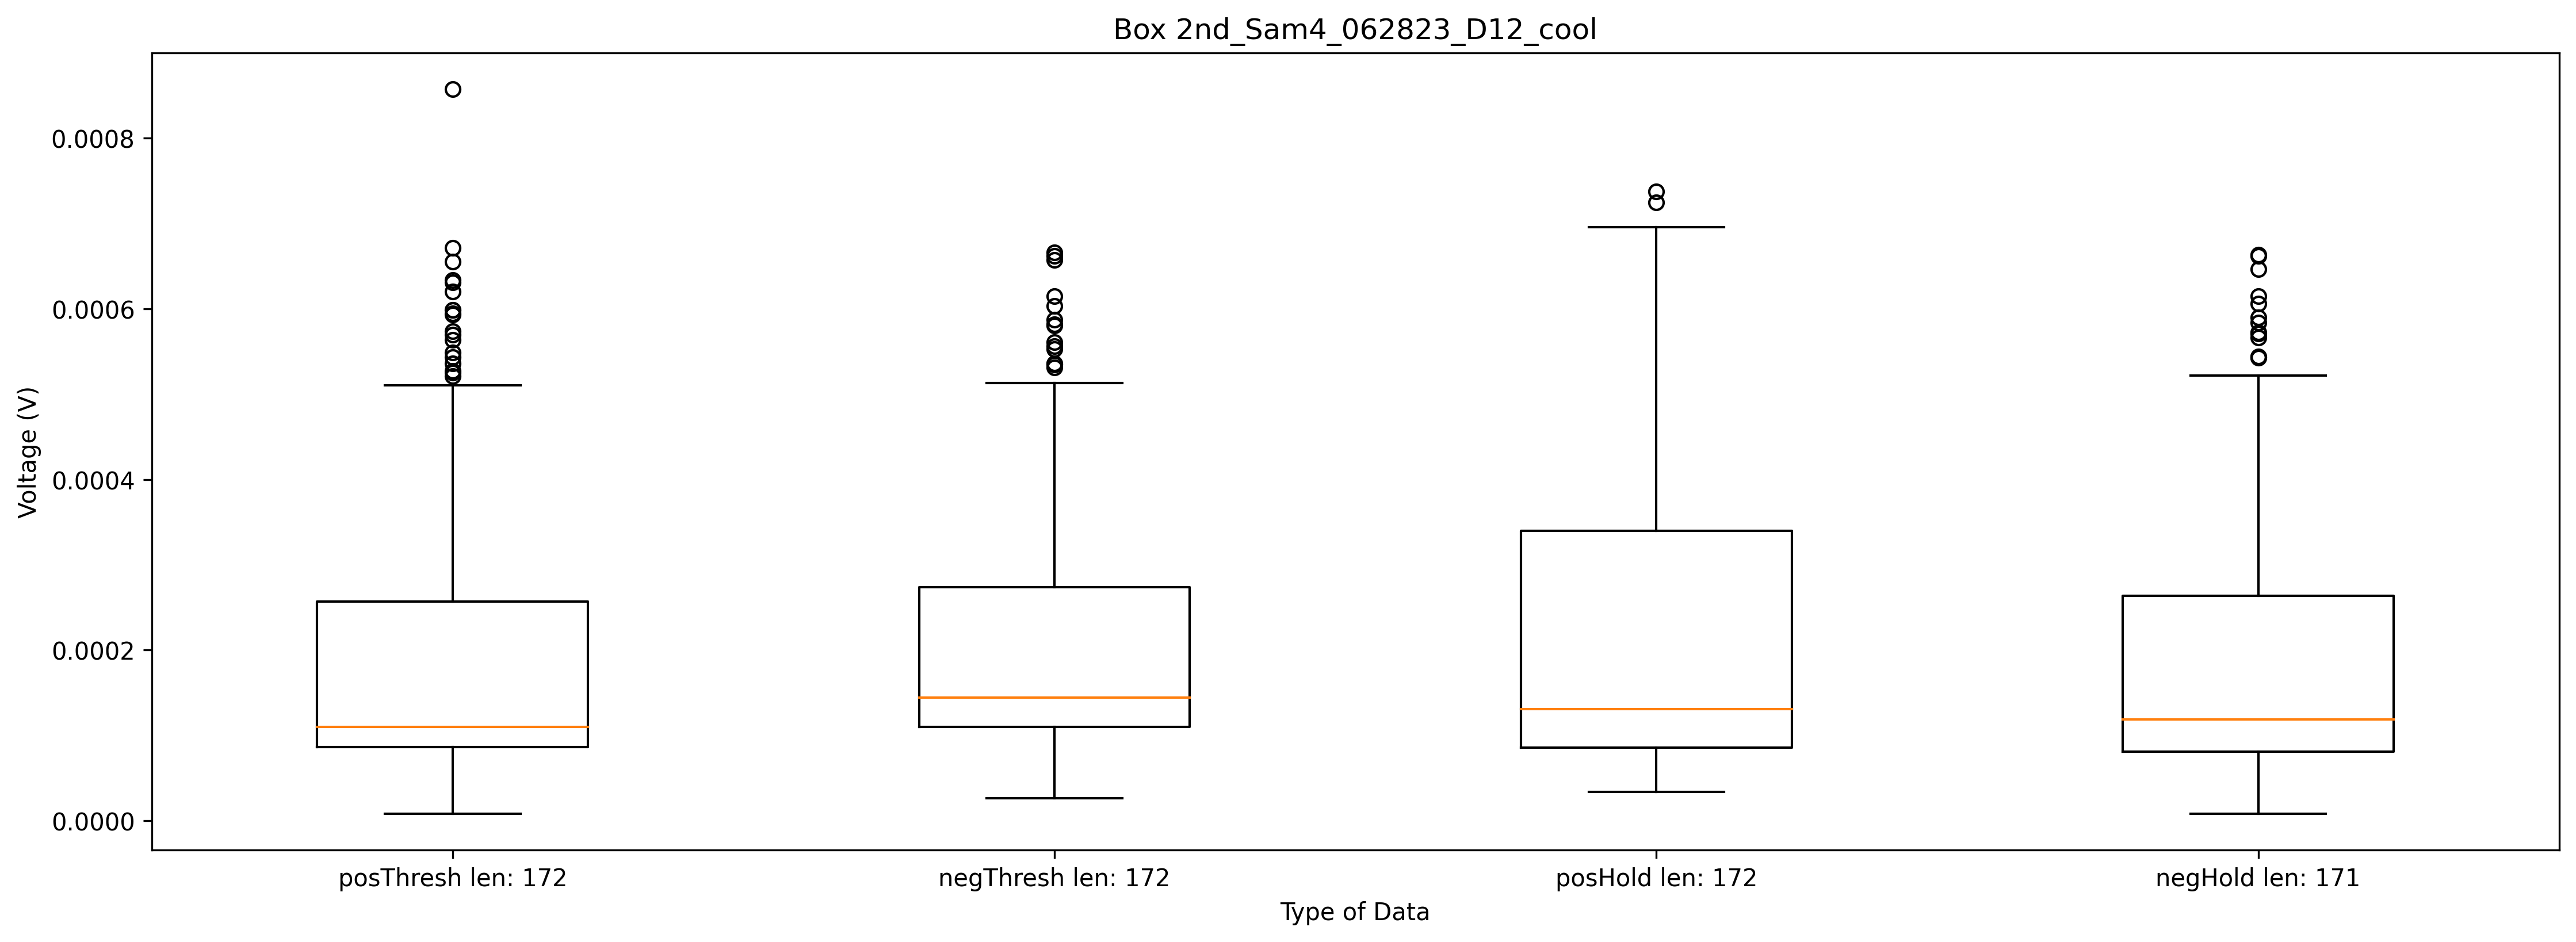 Box 2nd_Sam4_062823_D12_cool
Voltage (V)
0.0008
0.0006
0.0004
0.0002
0.0000
posThresh len: 172
negThresh len: 172
posHold len: 172
negHold len: 171
Type of Data